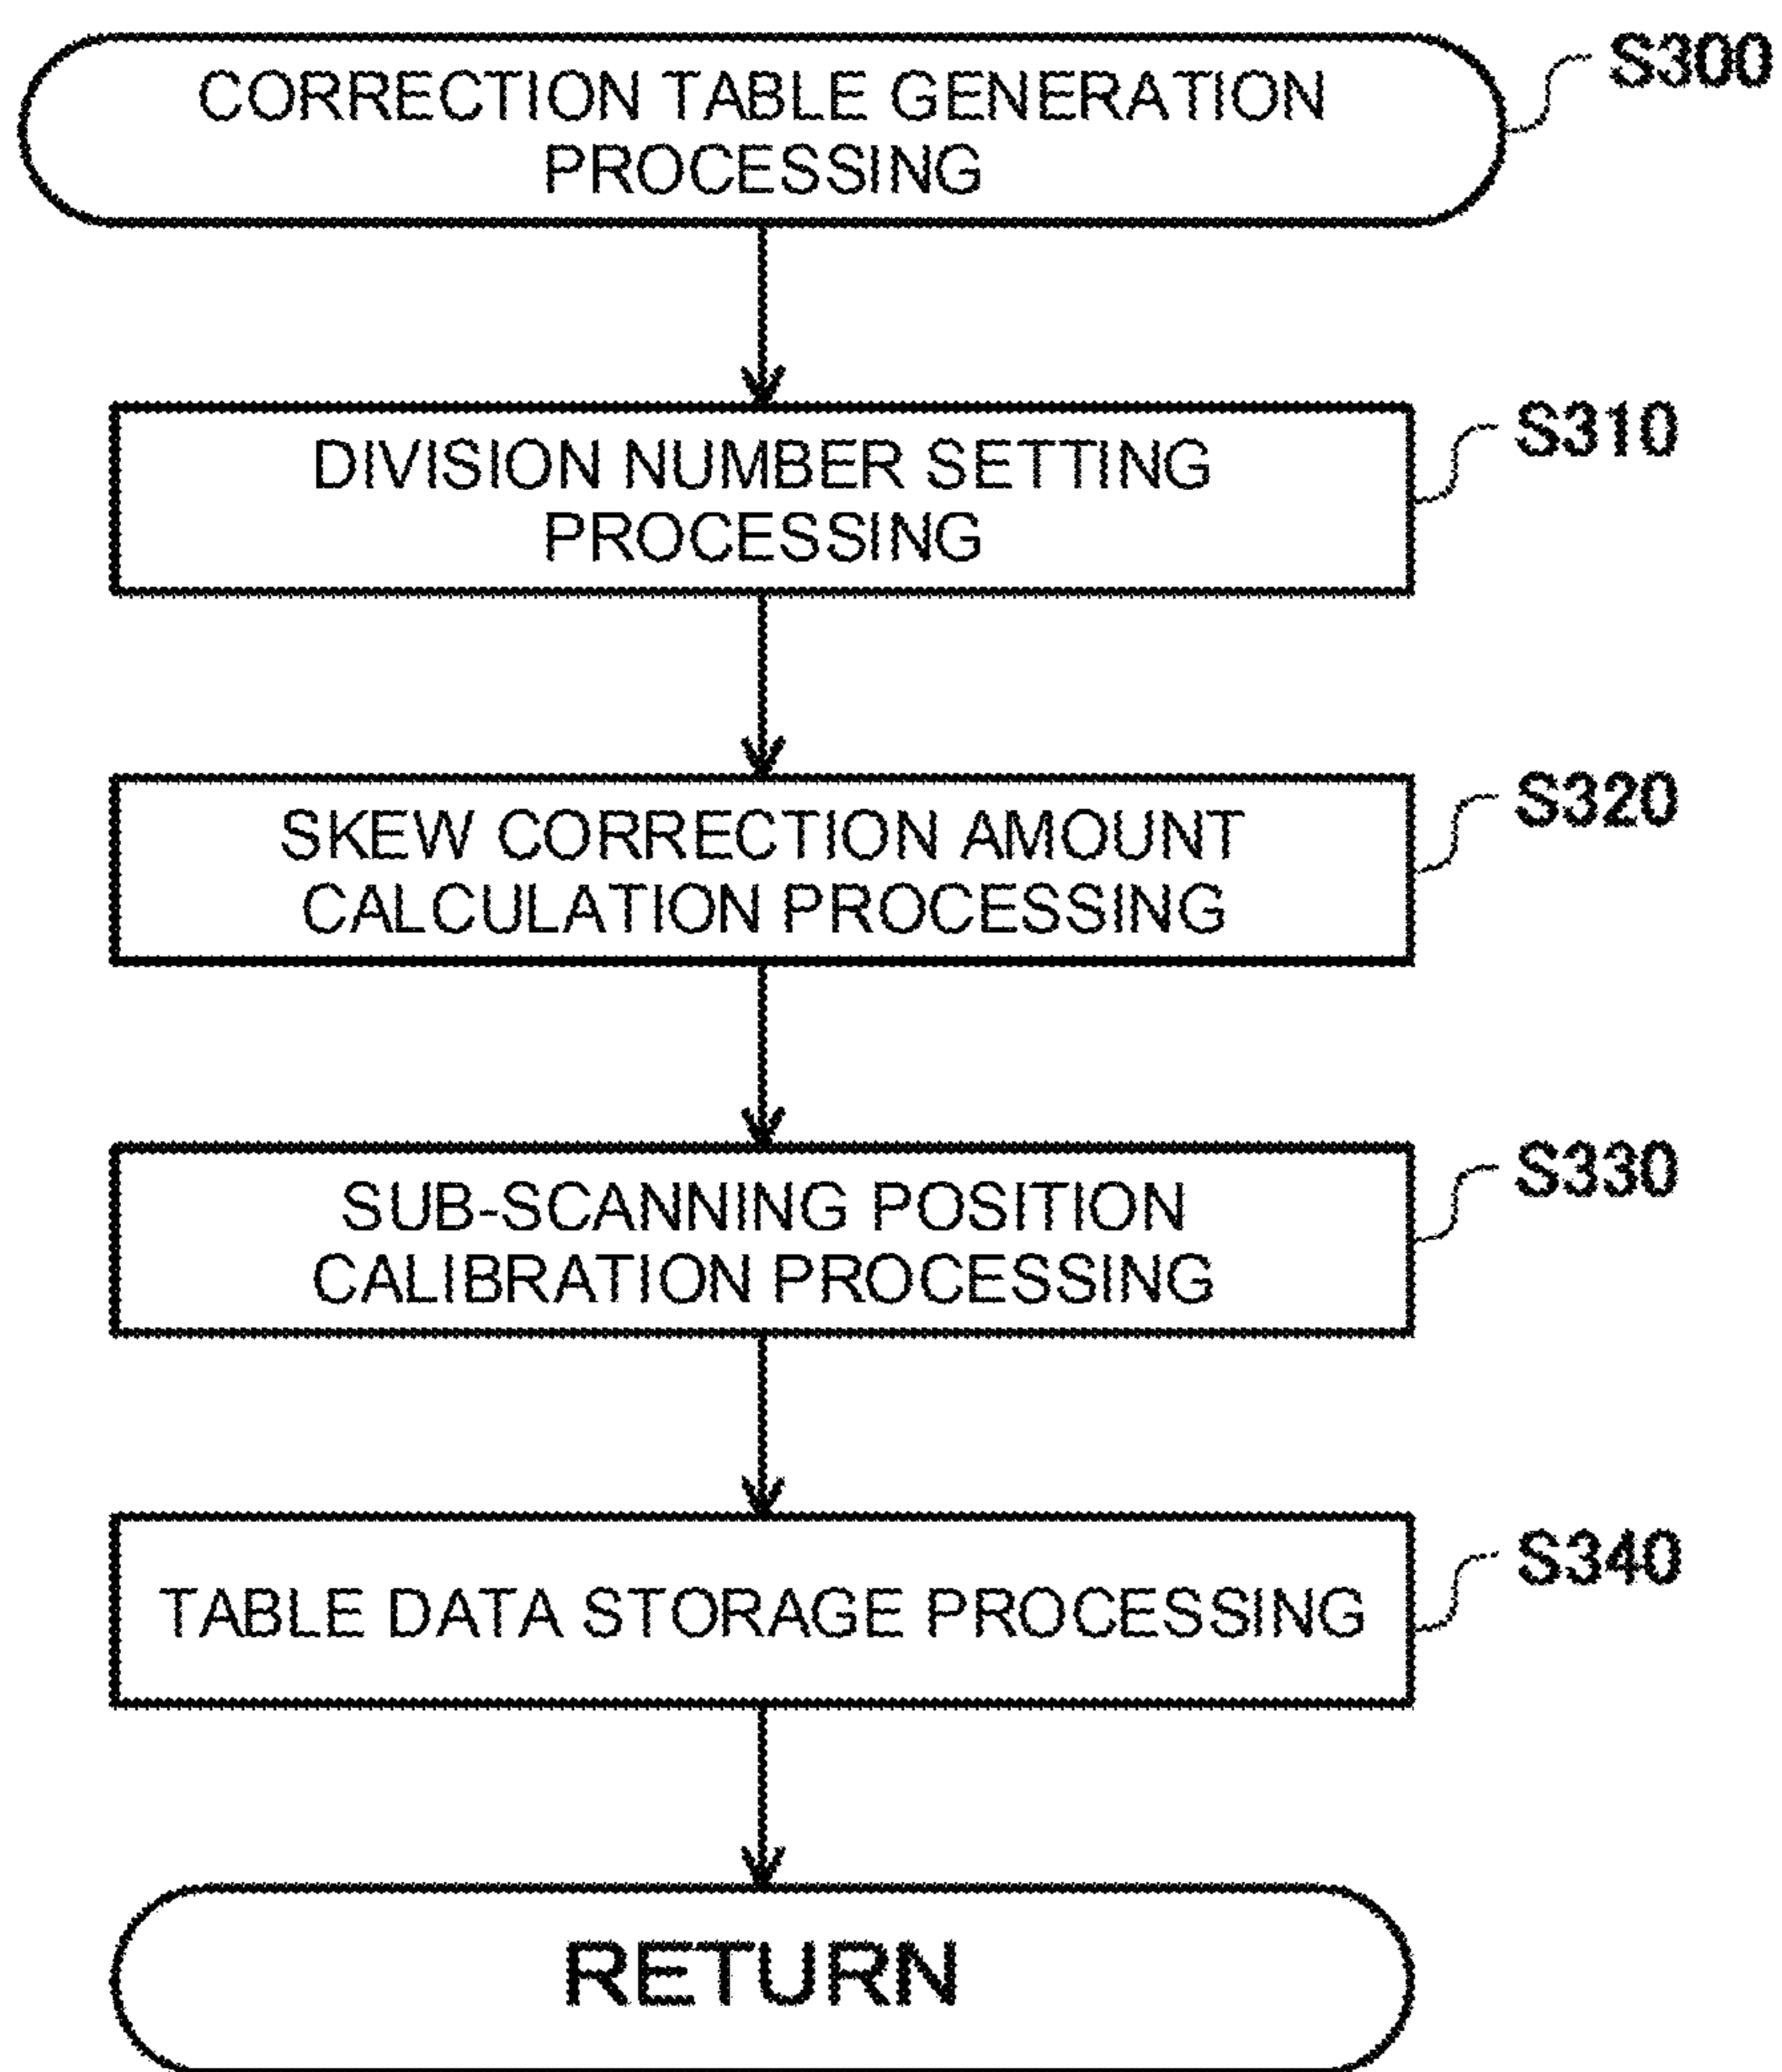 CORRECTION TABLE GENERATION
PROCESSING
S300
DIVISION NUMBER SETTING
PROCESSING
S310
SKEW CORRECTION AMOUNT
CALCULATION PROCESSING
S320
SUB-SCANNING POSITION
CALIBRATION PROCESSING
S330
TABLE DATA STORAGE PROCESSING
S340
RETURN